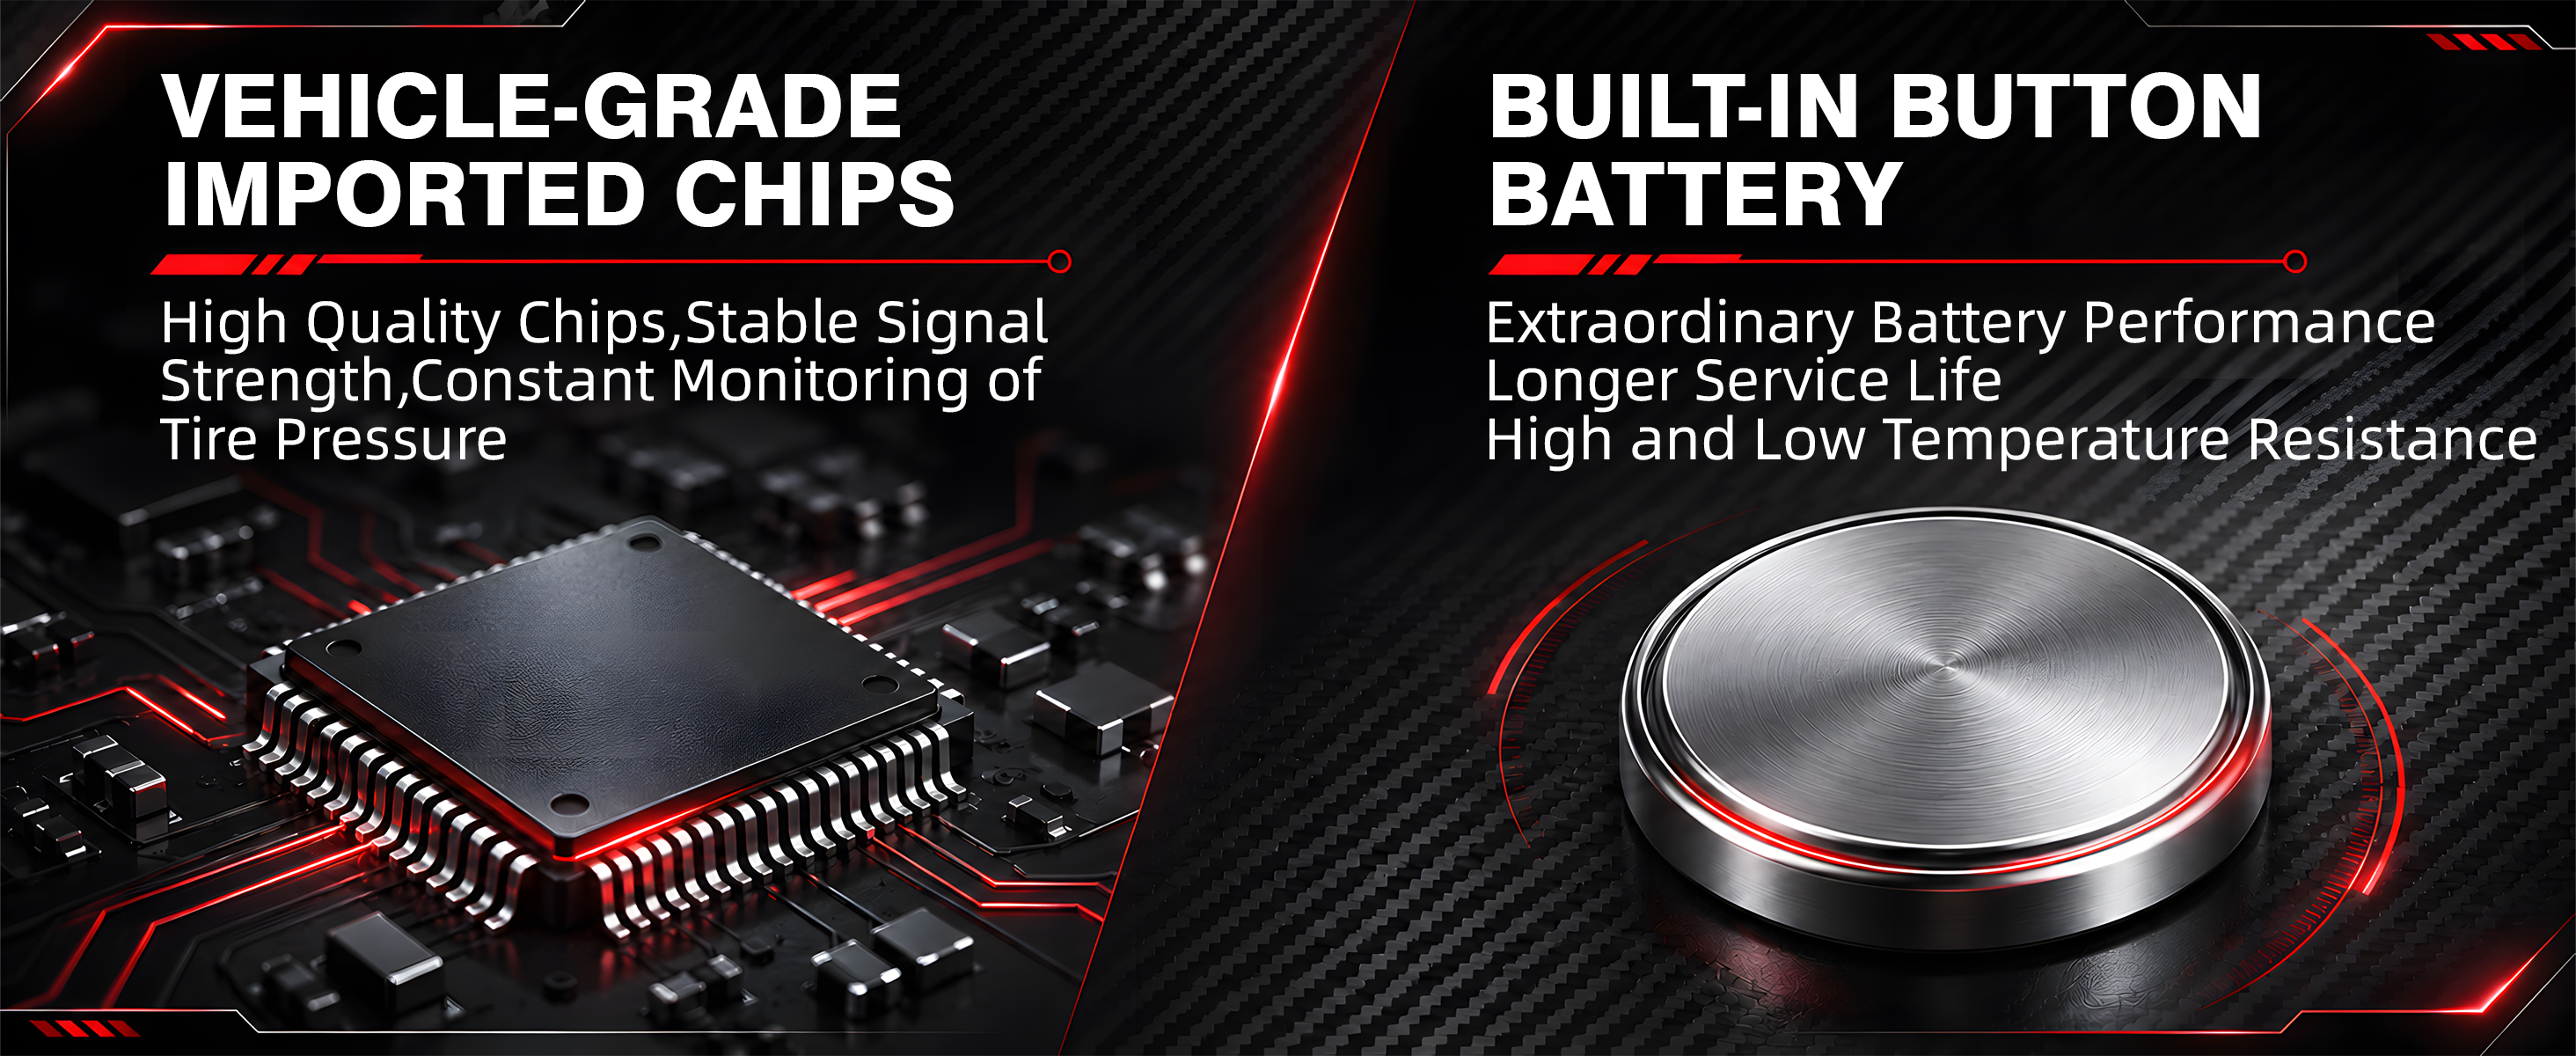 VEHICLE-GRADE
IMPORTED CHIPS
High Quality Chips,Stable Signal
Strength,Constant Monitoring of
Tire Pressure
BUILT-IN BUTTON
BATTERY
Extraordinary Battery Performance
Longer Service Life
High and Low Temperature Resistance